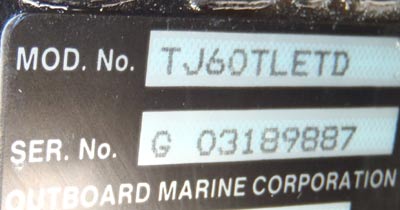 MOD. No. TJ60TLETD
SER. No. G 03189887
OUTBOARD MARINE CORPORATION